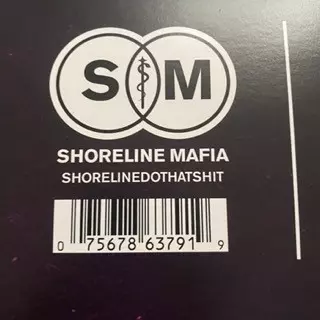 S M
SHORELINE MAFIA
SHORELINEDOTHATSHIT
0 75678 63791 9